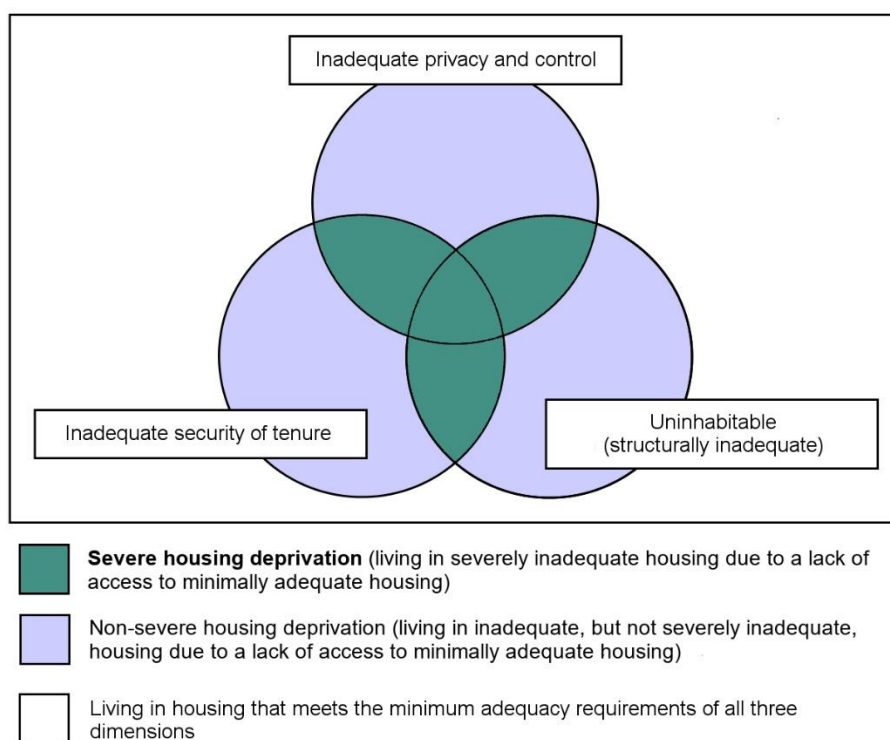 Inadequate privacy and control
Inadequate security of tenure
Uninhabitable
(structurally inadequate)
Severe housing deprivation (living in severely inadequate housing due to a lack of
access to minimally adequate housing)
Non-severe housing deprivation (living in inadequate, but not severely inadequate,
housing due to a lack of access to minimally adequate housing)
Living in housing that meets the minimum adequacy requirements of all three
dimensions